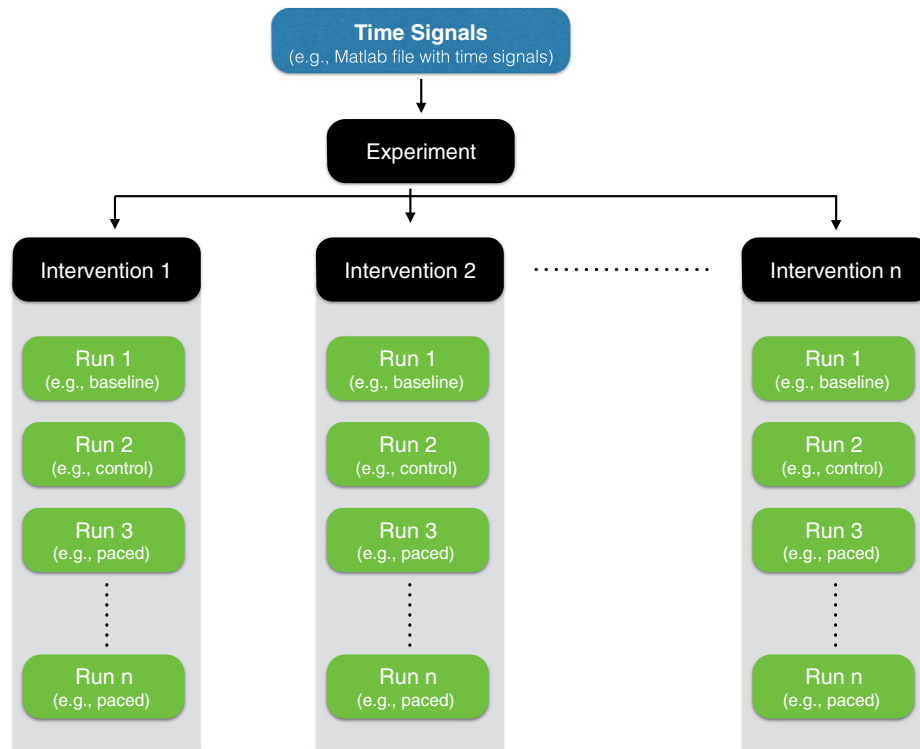 Time Signals
(e.g., Matlab file with time signals)
Experiment
Intervention 1
Intervention 2
Intervention n
Run 1
(e.g., baseline)
Run 2
(e.g., control)
Run 3
(e.g., paced)
Run n
(e.g., paced)
Run 1
(e.g., baseline)
Run 2
(e.g., control)
Run 3
(e.g., paced)
Run n
(e.g., paced)
Run 1
(e.g., baseline)
Run 2
(e.g., control)
Run 3
(e.g., paced)
Run n
(e.g., paced)